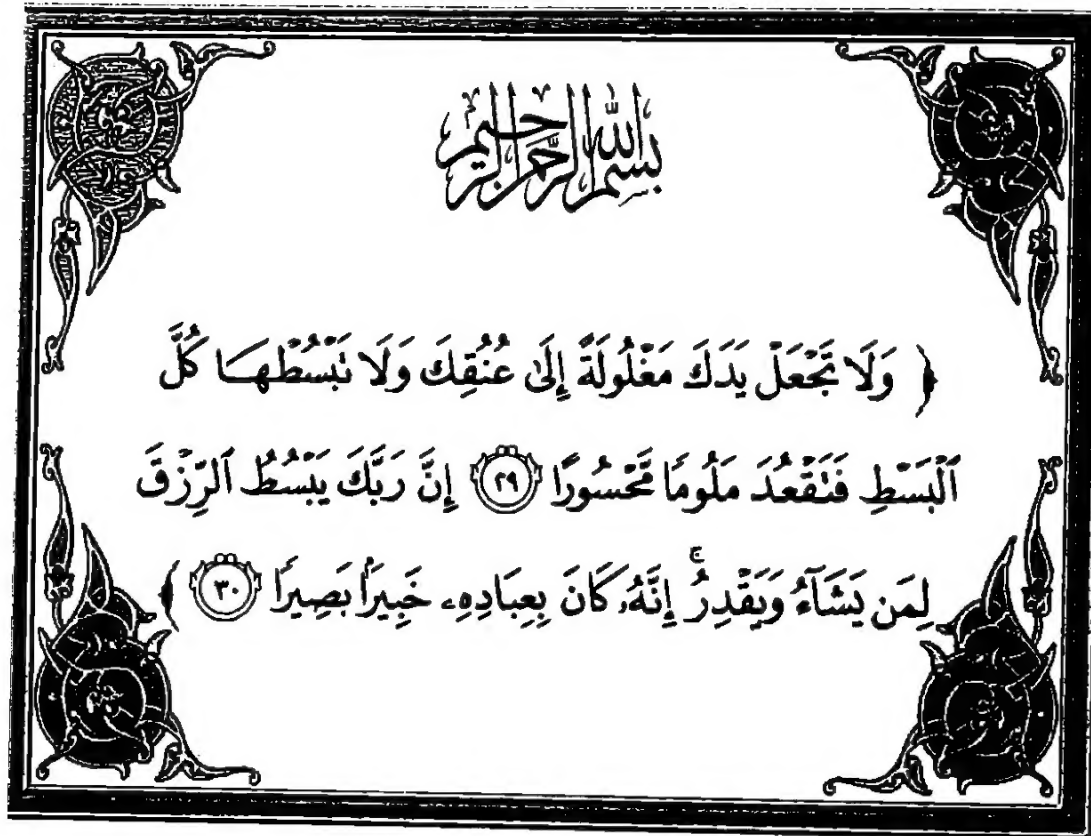 بسم الله الرحمن الرحيم
﴿ وَلَا تَجْعَلْ يَدَكَ مَغْلُولَةً إِلَىٰ عُنُقِكَ وَلَا تَبْسُطْهَا كُلَّ
ٱلْبَسْطِ فَتَقْعُدَ مَلُومًا مَّحْسُورًا ٢٩ إِنَّ رَبَّكَ يَبْسُطُ ٱلرِّزْقَ
لِمَن يَشَآءُ وَيَقْدِرُ ۚ إِنَّهُۥ كَانَ بِعِبَادِهِۦ خَبِيرًۢا بَصِيرًا ٣٠ ﴾